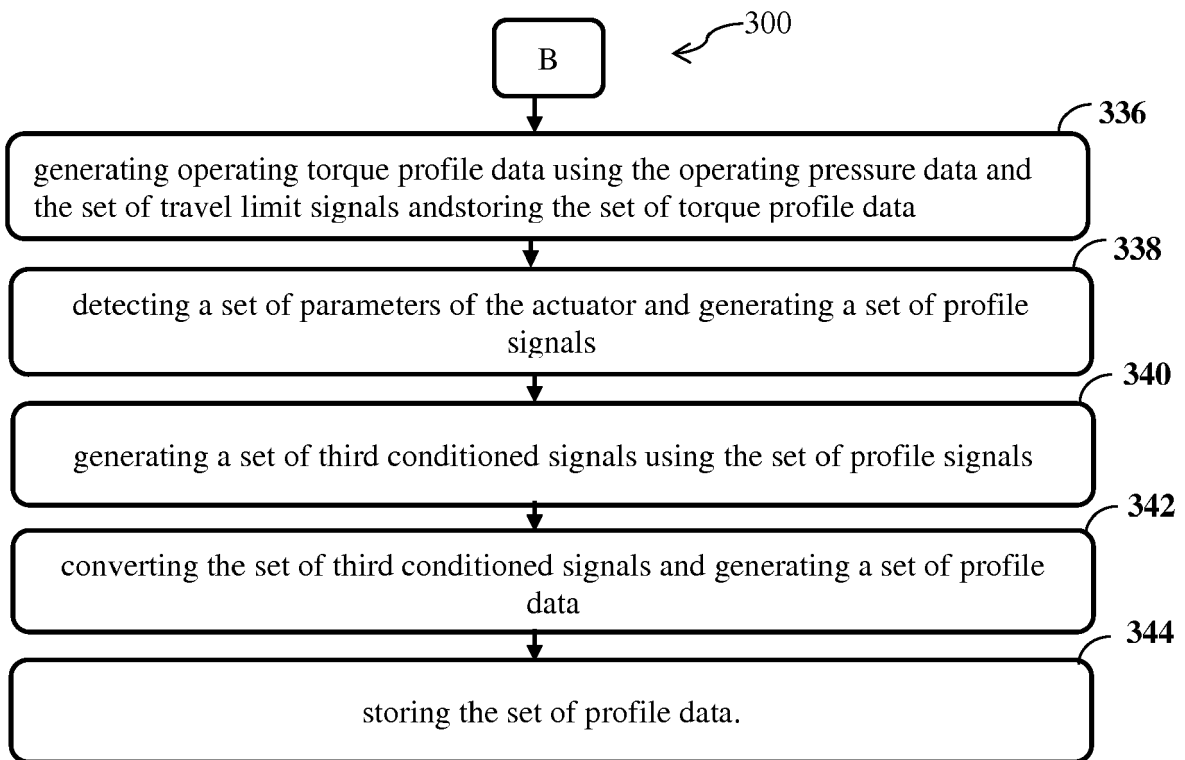 300
B
336
generating operating torque profile data using the operating pressure data and
the set of travel limit signals andstoring the set of torque profile data
338
detecting a set of parameters of the actuator and generating a set of profile
signals
340
generating a set of third conditioned signals using the set of profile signals
342
converting the set of third conditioned signals and generating a set of profile
data
344
storing the set of profile data.